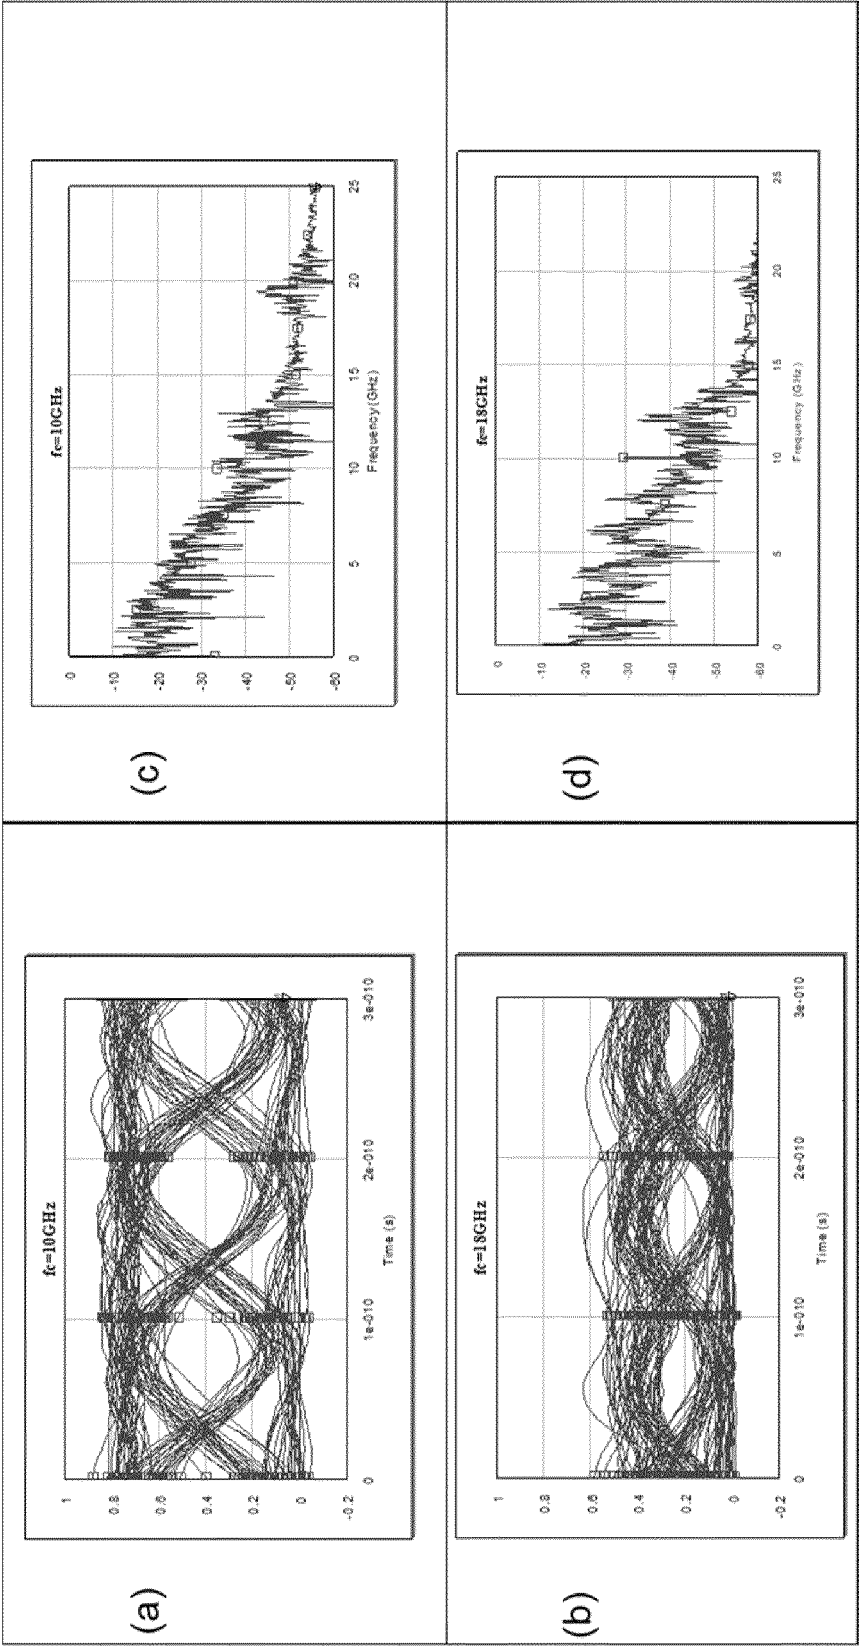 (a)
fc=10GHz
1
0.8
0.6
0.4
0.2
0
-0.2
0
1e-010
2e-010
3e-010
Time (s)
(c)
fc=10GHz
0
-10
-20
-30
-40
-50
-60
0
5
10
15
20
25
Frequency (GHz)
(b)
fc=18GHz
1
0.8
0.6
0.4
0.2
0
-0.2
0
1e-010
2e-010
3e-010
Time (s)
(d)
fc=18GHz
0
-10
-20
-30
-40
-50
-60
0
5
10
15
20
25
Frequency (GHz)